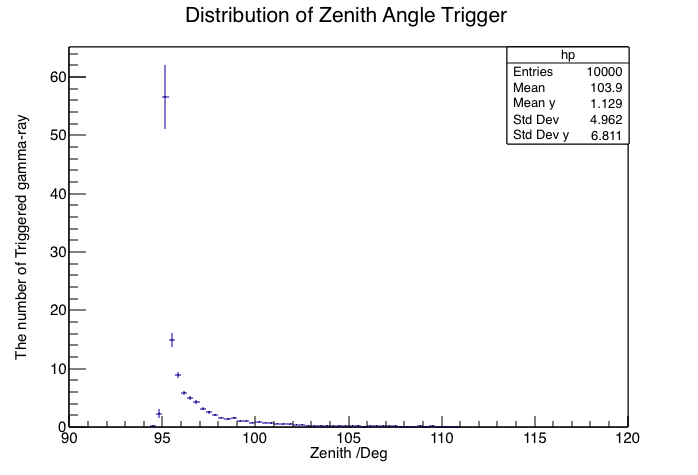 Distribution of Zenith Angle Trigger
hp
Entries 10000
Mean 103.9
Mean y 1.129
Std Dev 4.962
Std Dev y 6.811
The number of Triggered gamma-ray
60
50
40
30
20
10
0
90 95 100 105 110 115 120
Zenith /Deg